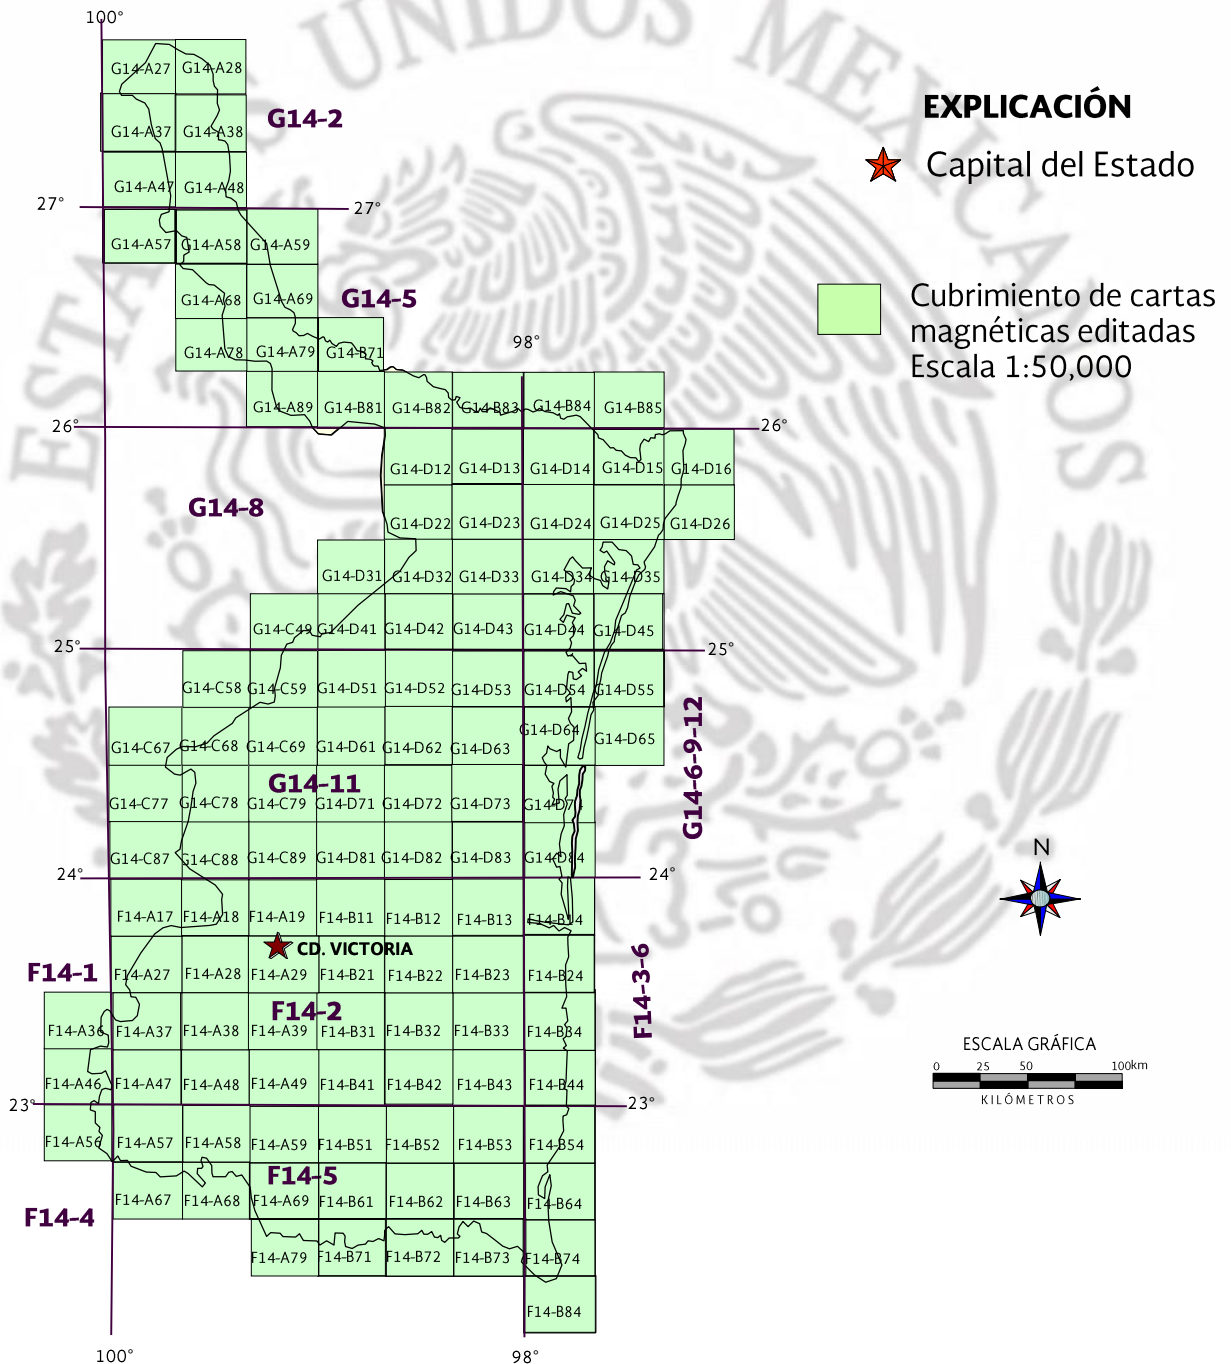 ESTADOS UNIDOS MEXICANOS
100°
G14-A27 G14-A28
G14-2
G14-A37 G14-A38
G14-A47 G14-A48
27° 27°
G14-A57 G14-A58 G14-A59
G14-A68 G14-A69
G14-5
98°
G14-A78 G14-A79 G14-B71
G14-A89 G14-B81 G14-B82 G14-B83 G14-B84 G14-B85
26° 26°
G14-D12 G14-D13 G14-D14 G14-D15 G14-D16
G14-8
G14-D22 G14-D23 G14-D24 G14-D25 G14-D26
G14-D31 G14-D32 G14-D33 G14-D34 G14-D35
G14-C49 G14-D41 G14-D42 G14-D43 G14-D44 G14-D45
25° 25°
G14-C58 G14-C59 G14-D51 G14-D52 G14-D53 G14-D54 G14-D55
G14-C67 G14-C68 G14-C69 G14-D61 G14-D62 G14-D63 G14-D64 G14-D65
G14-11
G14-6-9-12
G14-C77 G14-C78 G14-C79 G14-D71 G14-D72 G14-D73 G14-D74
G14-C87 G14-C88 G14-C89 G14-D81 G14-D82 G14-D83 G14-D84
24° 24°
F14-A17 F14-A18 F14-A19 F14-B11 F14-B12 F14-B13 F14-B14
CD. VICTORIA
F14-1
F14-A27 F14-A28 F14-A29 F14-B21 F14-B22 F14-B23 F14-B24
F14-3-6
F14-2
F14-A36 F14-A37 F14-A38 F14-A39 F14-B31 F14-B32 F14-B33 F14-B34
F14-A46 F14-A47 F14-A48 F14-A49 F14-B41 F14-B42 F14-B43 F14-B44
23° 23°
F14-A56 F14-A57 F14-A58 F14-A59 F14-B51 F14-B52 F14-B53 F14-B54
F14-5
F14-A67 F14-A68 F14-A69 F14-B61 F14-B62 F14-B63 F14-B64
F14-4
F14-A79 F14-B71 F14-B72 F14-B73 F14-B74
F14-B84
100° 98°
EXPLICACIÓN
Capital del Estado
Cubrimiento de cartas
magnéticas editadas
Escala 1:50,000
N
ESCALA GRÁFICA
0 25 50 100km
KILÓMETROS